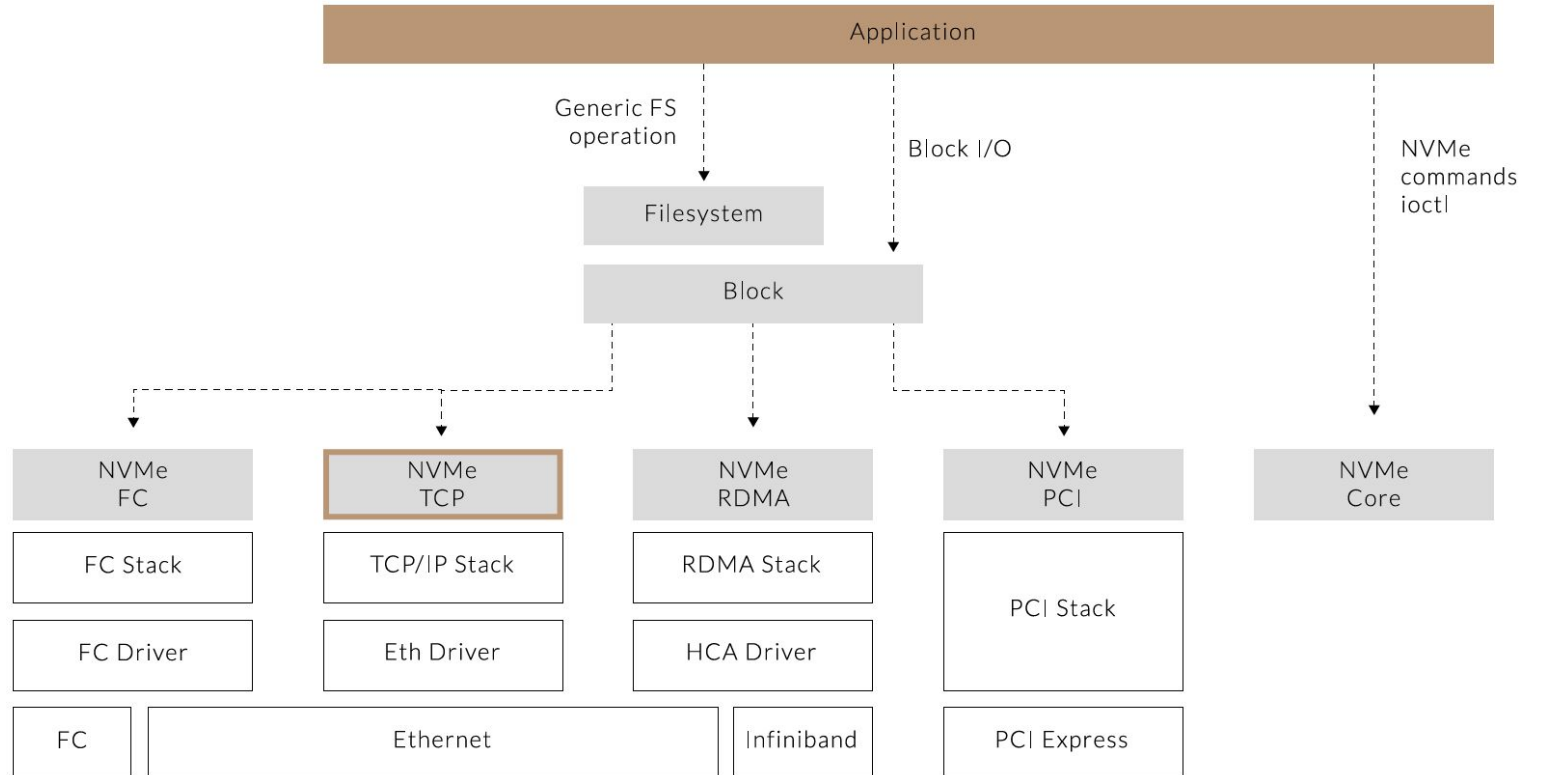 Application
Generic FS
operation
Block I/O
NVMe
commands
ioctl
Filesystem
Block
NVMe
FC
NVMe
TCP
NVMe
RDMA
NVMe
PCI
NVMe
Core
FC Stack
TCP/IP Stack
RDMA Stack
PCI Stack
FC Driver
Eth Driver
HCA Driver
FC
Ethernet
Infiniband
PCI Express